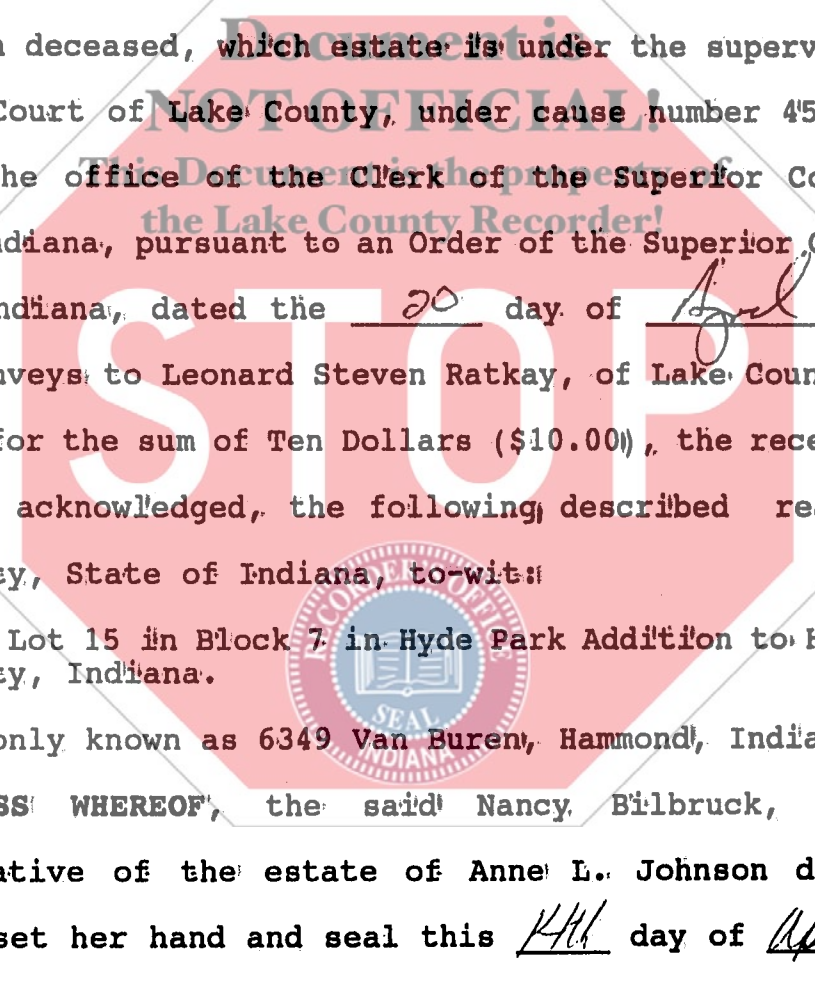 Document is
NOT OFFICIAL!
This Document is the property of
the Lake County Recorder!
STOP
deceased, which estate is under the superv
Court of Lake County, under cause number 45
he office of the Clerk of the Superior Co
diana, pursuant to an Order of the Superior
ndiana, dated the 20 day of April
nveys to Leonard Steven Ratkay, of Lake Coun
for the sum of Ten Dollars ($10.00), the rece
acknowledged, the following described re
ty, State of Indiana, to-wit:
Lot 15 in Block 7 in Hyde Park Addition to H
ty, Indiana.
only known as 6349 Van Buren, Hammond, India
SS WHEREOF, the said Nancy Bilbruck,
ative of the estate of Anne L. Johnson d
set her hand and seal this day of Ap
RECORDER'S OFFICE
SEAL
INDIANA